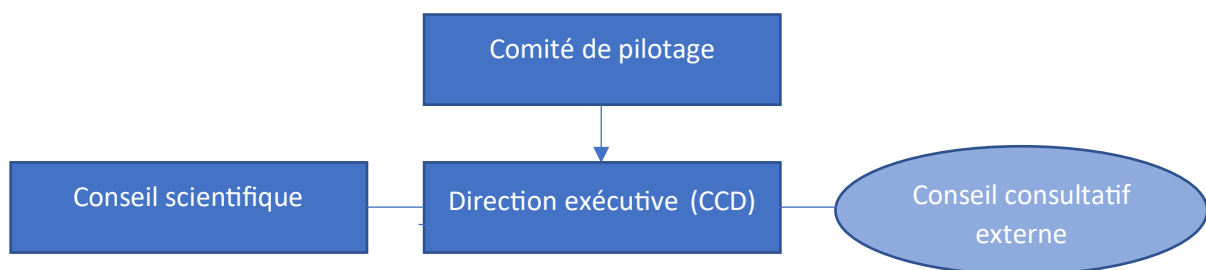 Comité de pilotage
Conseil scientifique
Direction exécutive (CCD)
Conseil consultatif
externe